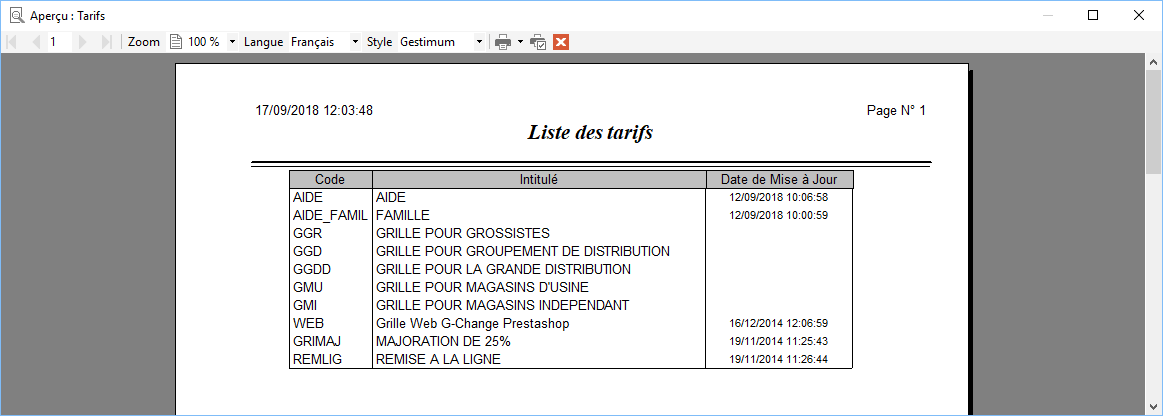 Aperçu : Tarifs
1 Zoom 100 % Langue Français Style Gestimum
17/09/2018 12:03:48 Page N° 1
Liste des tarifs
Code Intitulé Date de Mise à Jour
AIDE AIDE 12/09/2018 10:06:58
AIDE_FAMIL FAMILLE 12/09/2018 10:00:59
GGR GRILLE POUR GROSSISTES
GGD GRILLE POUR GROUPEMENT DE DISTRIBUTION
GGDD GRILLE POUR LA GRANDE DISTRIBUTION
GMU GRILLE POUR MAGASINS D'USINE
GMI GRILLE POUR MAGASINS INDEPENDANT
WEB Grille Web G-Change Prestashop 16/12/2014 12:06:59
GRIMAJ MAJORATION DE 25% 19/11/2014 11:25:43
REMLIG REMISE A LA LIGNE 19/11/2014 11:26:44